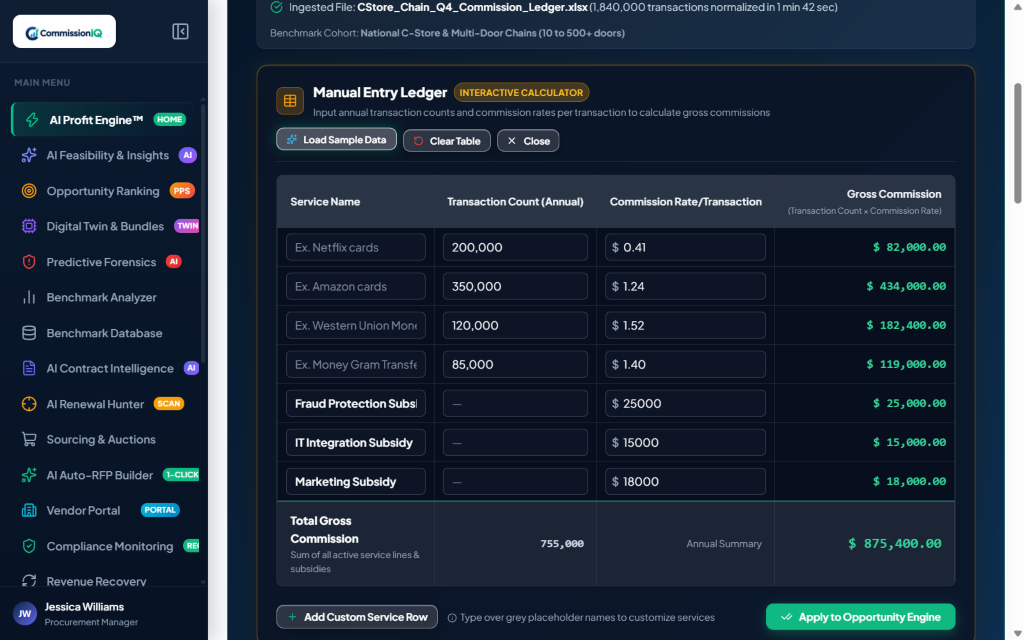 CommissionIQ
MAIN MENU
AI Profit Engine™ HOME
AI Feasibility & Insights AI
Opportunity Ranking PPS
Digital Twin & Bundles TWIN
Predictive Forensics AI
Benchmark Analyzer
Benchmark Database
AI Contract Intelligence AI
AI Renewal Hunter SCAN
Sourcing & Auctions
AI Auto-RFP Builder 1-CLICK
Vendor Portal PORTAL
Compliance Monitoring
Revenue Recovery
JW Jessica Williams
Procurement Manager
Ingested File: CStore_Chain_Q4_Commission_Ledger.xlsx (1,840,000 transactions normalized in 1 min 42 sec)
Benchmark Cohort: National C-Store & Multi-Door Chains (10 to 500+ doors)
Manual Entry Ledger INTERACTIVE CALCULATOR
Input annual transaction counts and commission rates per transaction to calculate gross commissions
Load Sample Data Clear Table Close
Service Name Transaction Count (Annual) Commission Rate/Transaction Gross Commission
(Transaction Count × Commission Rate)
Ex. Netflix cards 200,000 $ 0.41 $ 82,000.00
Ex. Amazon cards 350,000 $ 1.24 $ 434,000.00
Ex. Western Union Mon 120,000 $ 1.52 $ 182,400.00
Ex. Money Gram Transfe 85,000 $ 1.40 $ 119,000.00
Fraud Protection Subs — $ 25000 $ 25,000.00
IT Integration Subsidy — $ 15000 $ 15,000.00
Marketing Subsidy — $ 18000 $ 18,000.00
Total Gross
Commission
Sum of all active service lines &
subsidies
755,000 Annual Summary $ 875,400.00
+ Add Custom Service Row Type over grey placeholder names to customize services Apply to Opportunity Engine